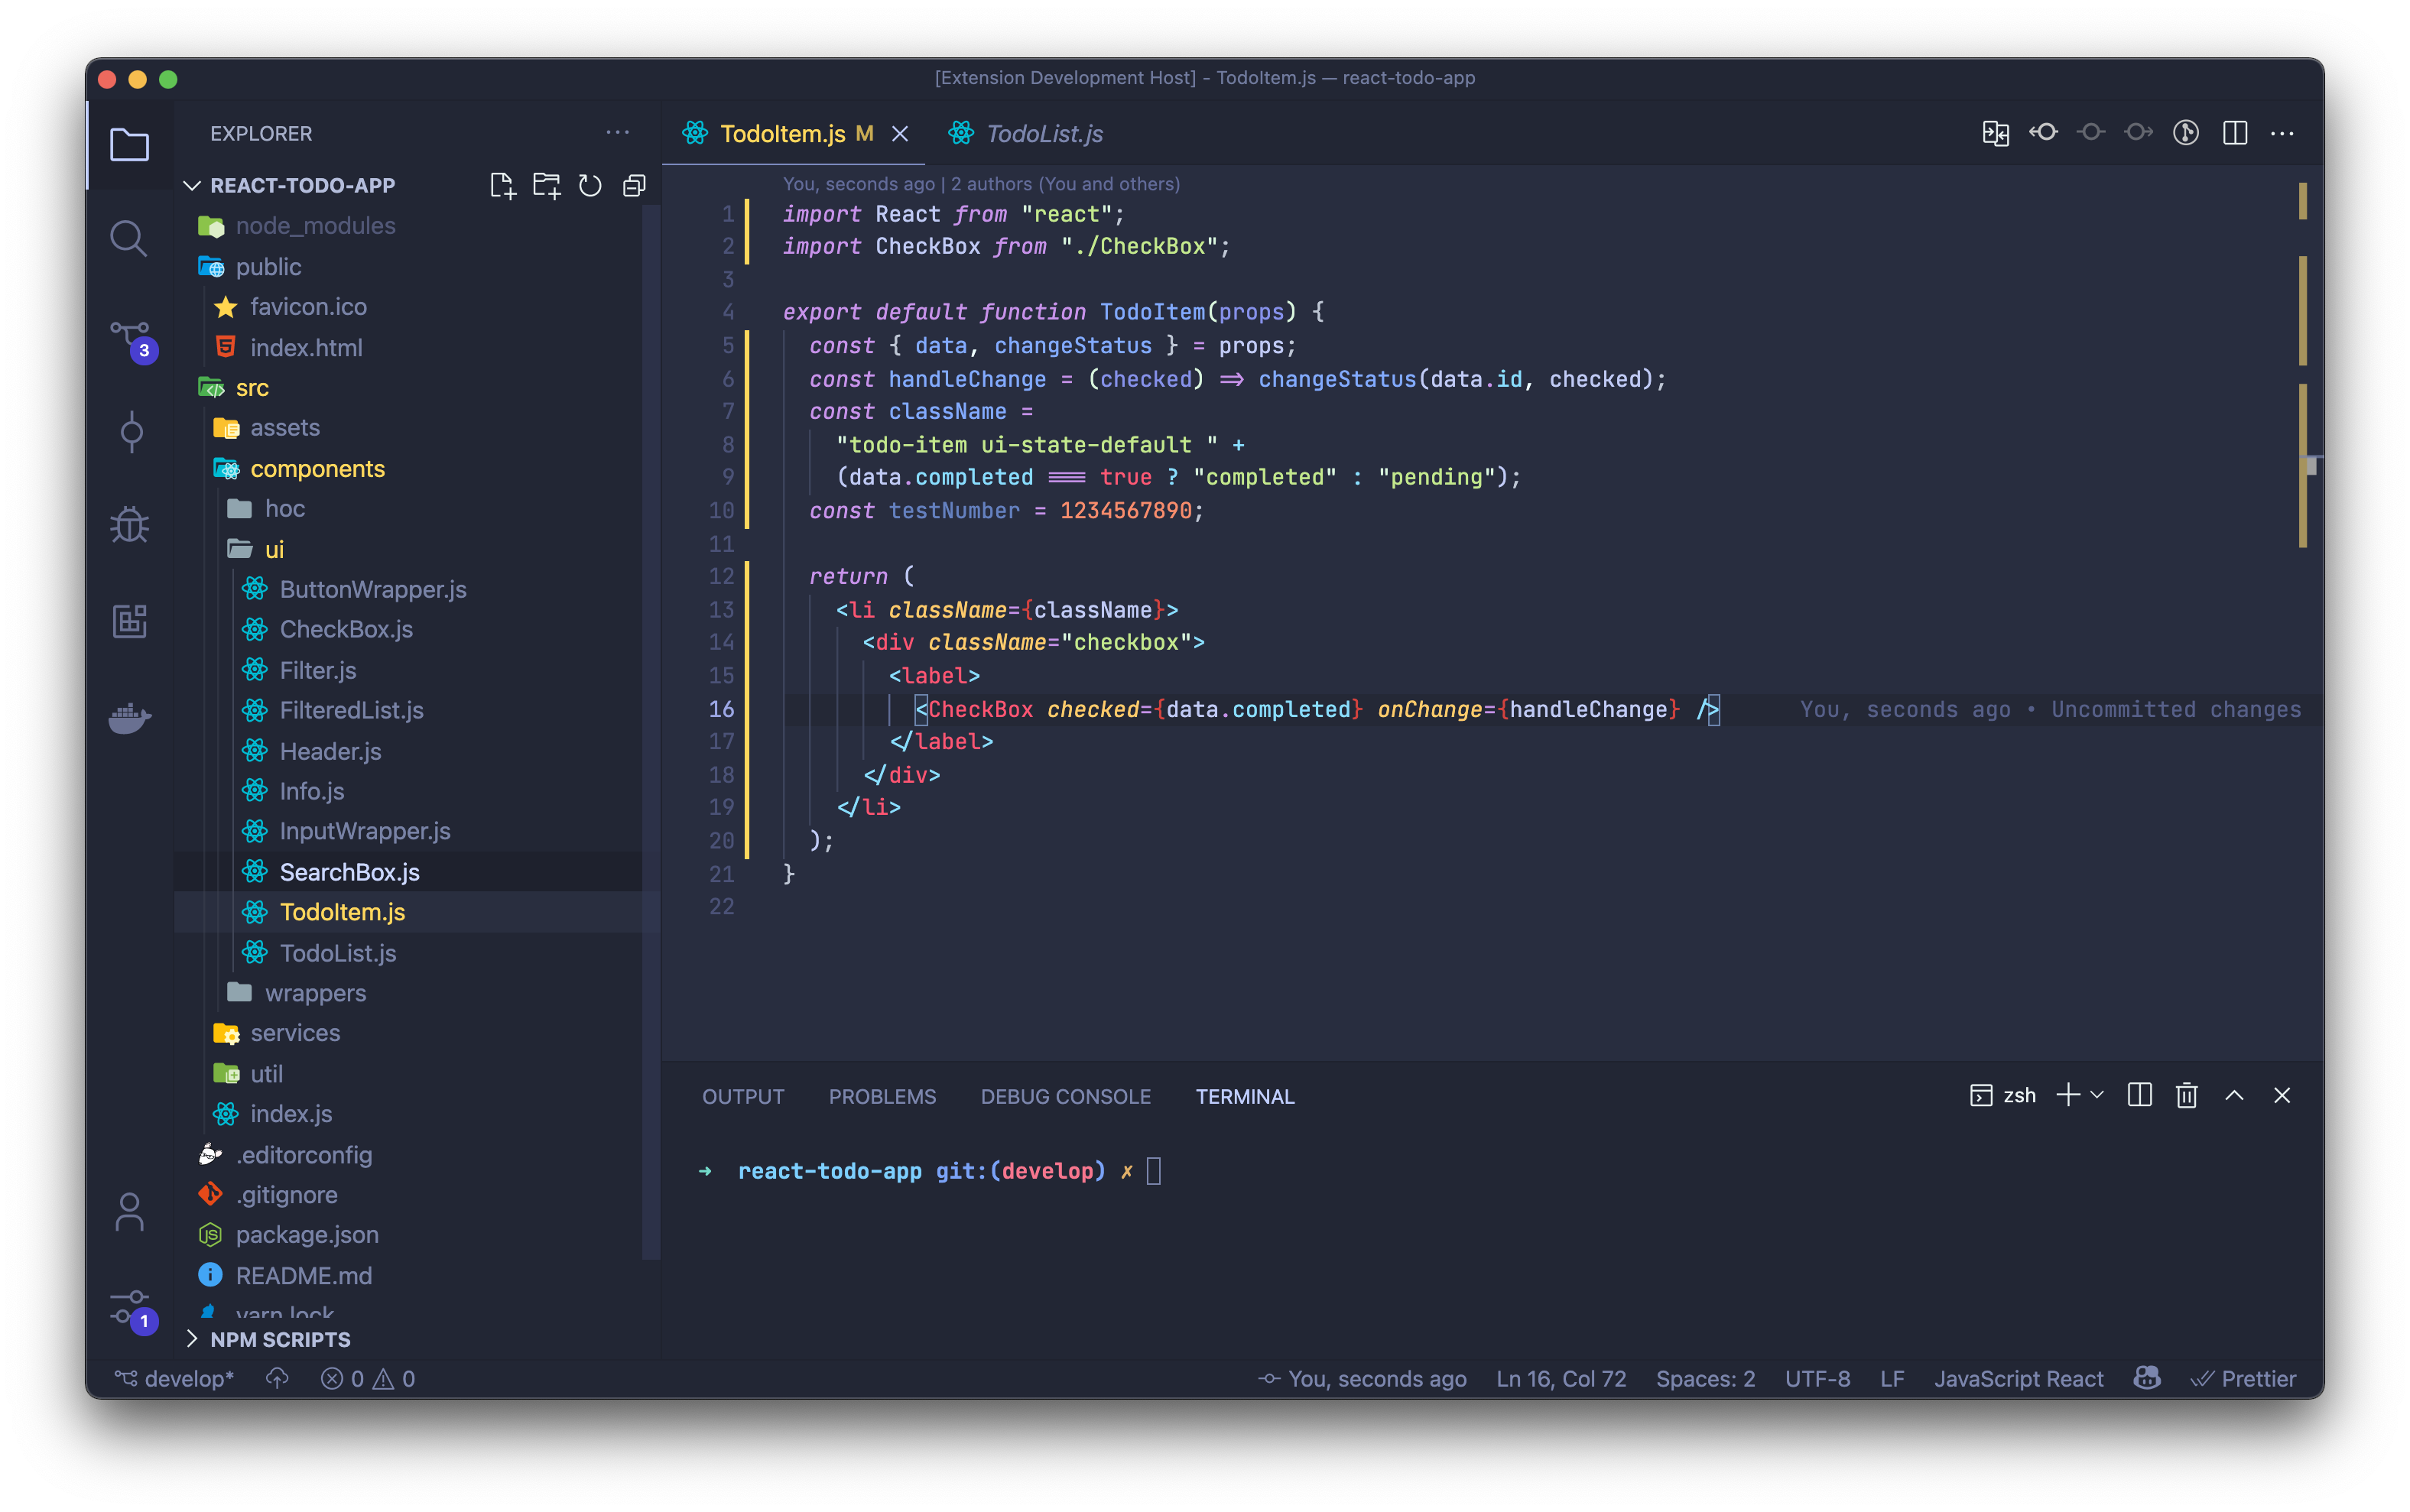 [Extension Development Host] - TodoItem.js — react-todo-app
EXPLORER
REACT-TODO-APP
node_modules
public
favicon.ico
index.html
src
assets
components
hoc
ui
ButtonWrapper.js
CheckBox.js
Filter.js
FilteredList.js
Header.js
Info.js
InputWrapper.js
SearchBox.js
TodoItem.js
TodoList.js
wrappers
services
util
index.js
.editorconfig
.gitignore
package.json
README.md
yarn.lock
NPM SCRIPTS
3
1
TodoItem.js M
TodoList.js
You, seconds ago | 2 authors (You and others)
1 import React from "react";
2 import CheckBox from "./CheckBox";
3
4 export default function TodoItem(props) {
5 const { data, changeStatus } = props;
6 const handleChange = (checked) => changeStatus(data.id, checked);
7 const className =
8 "todo-item ui-state-default " +
9 (data.completed === true ? "completed" : "pending");
10 const testNumber = 1234567890;
11
12 return (
13 <li className={className}>
14 <div className="checkbox">
15 <label>
16 <CheckBox checked={data.completed} onChange={handleChange} /> You, seconds ago • Uncommitted changes
17 </label>
18 </div>
19 </li>
20 );
21 }
22
OUTPUT PROBLEMS DEBUG CONSOLE TERMINAL
zsh
➜ react-todo-app git:(develop) ✗
develop* 0 0
You, seconds ago Ln 16, Col 72 Spaces: 2 UTF-8 LF JavaScript React Prettier